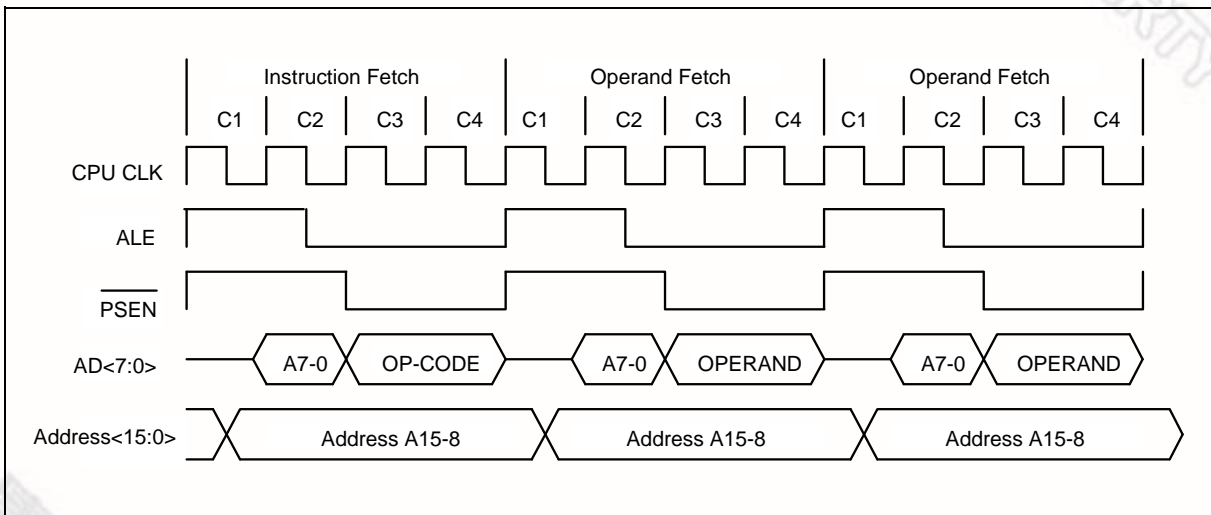 Instruction Fetch Operand Fetch Operand Fetch
C1 C2 C3 C4 C1 C2 C3 C4 C1 C2 C3 C4
CPU CLK
ALE
PSEN
AD<7:0> A7-0 OP-CODE A7-0 OPERAND A7-0 OPERAND
Address<15:0> Address A15-8 Address A15-8 Address A15-8